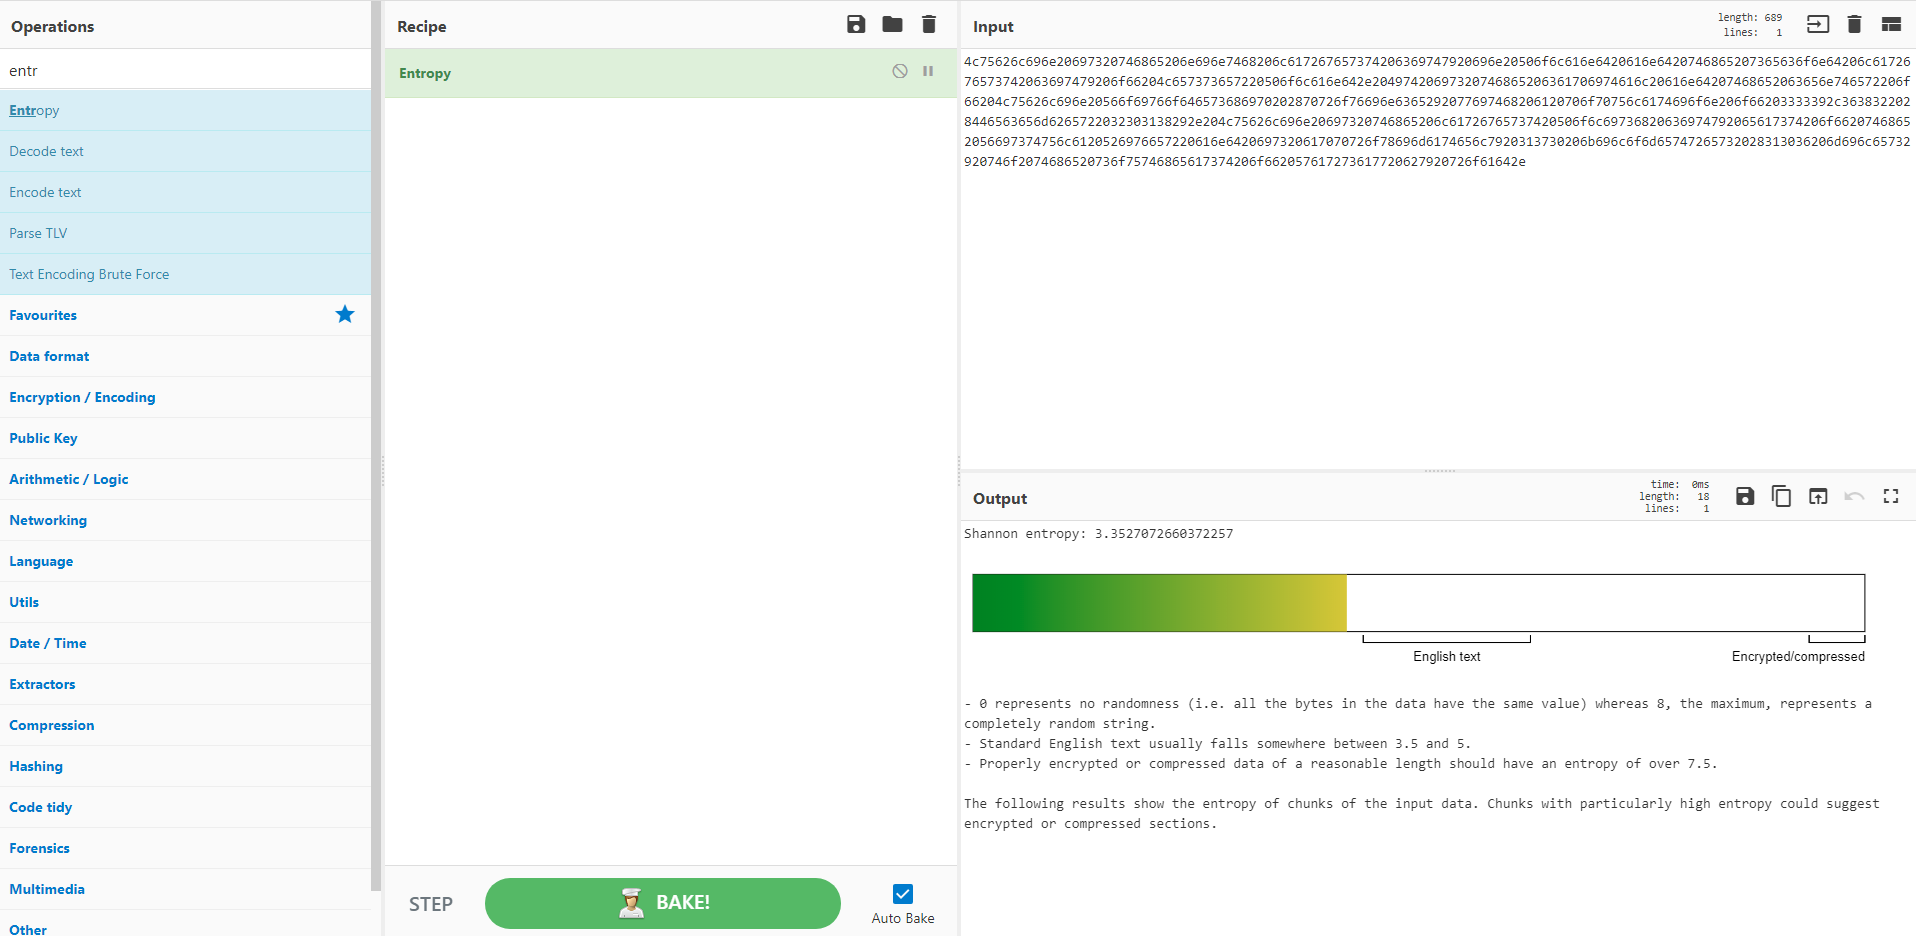 Operations
Recipe
Input
length: 689
lines: 1
entr
Entropy
4c75626c696e20697320746865206e696e7468206c617267657374206369747920696e20506f6c616e6420616e6420746865207365636f6e64206c61726
76573742063697479206f66204c657373657220506f6c616e642e20497420697320746865206361706974616c20616e64207468652063656e746572206f
66204c75626c696e20566f69766f646573686970202870726f76696e6365292077697468206120706f70756c6174696f6e206f66203333392c363832202
8446563656d6265722032303138292e204c75626c696e20697320746865206c61726765737420506f6c69736820636974792065617374206f6620746865
2056697374756c6120526976657220616e6420697320617070726f78696d6174656c7920313730206b696c6f6d65747265732028313036206d696c65732
920746f2074686520736f75746865617374206f662057617273617720627920726f61642e
Entropy
Decode text
Encode text
Parse TLV
Text Encoding Brute Force
Favourites
Data format
Encryption / Encoding
Public Key
Arithmetic / Logic
Networking
Language
Utils
Date / Time
Extractors
Compression
Hashing
Code tidy
Forensics
Multimedia
Other
STEP
BAKE!
Auto Bake
Output
time: 0ms
length: 18
lines: 1
Shannon entropy: 3.3527072660372257
English text
Encrypted/compressed
- 0 represents no randomness (i.e. all the bytes in the data have the same value) whereas 8, the maximum, represents a
completely random string.
- Standard English text usually falls somewhere between 3.5 and 5.
- Properly encrypted or compressed data of a reasonable length should have an entropy of over 7.5.
The following results show the entropy of chunks of the input data. Chunks with particularly high entropy could suggest
encrypted or compressed sections.